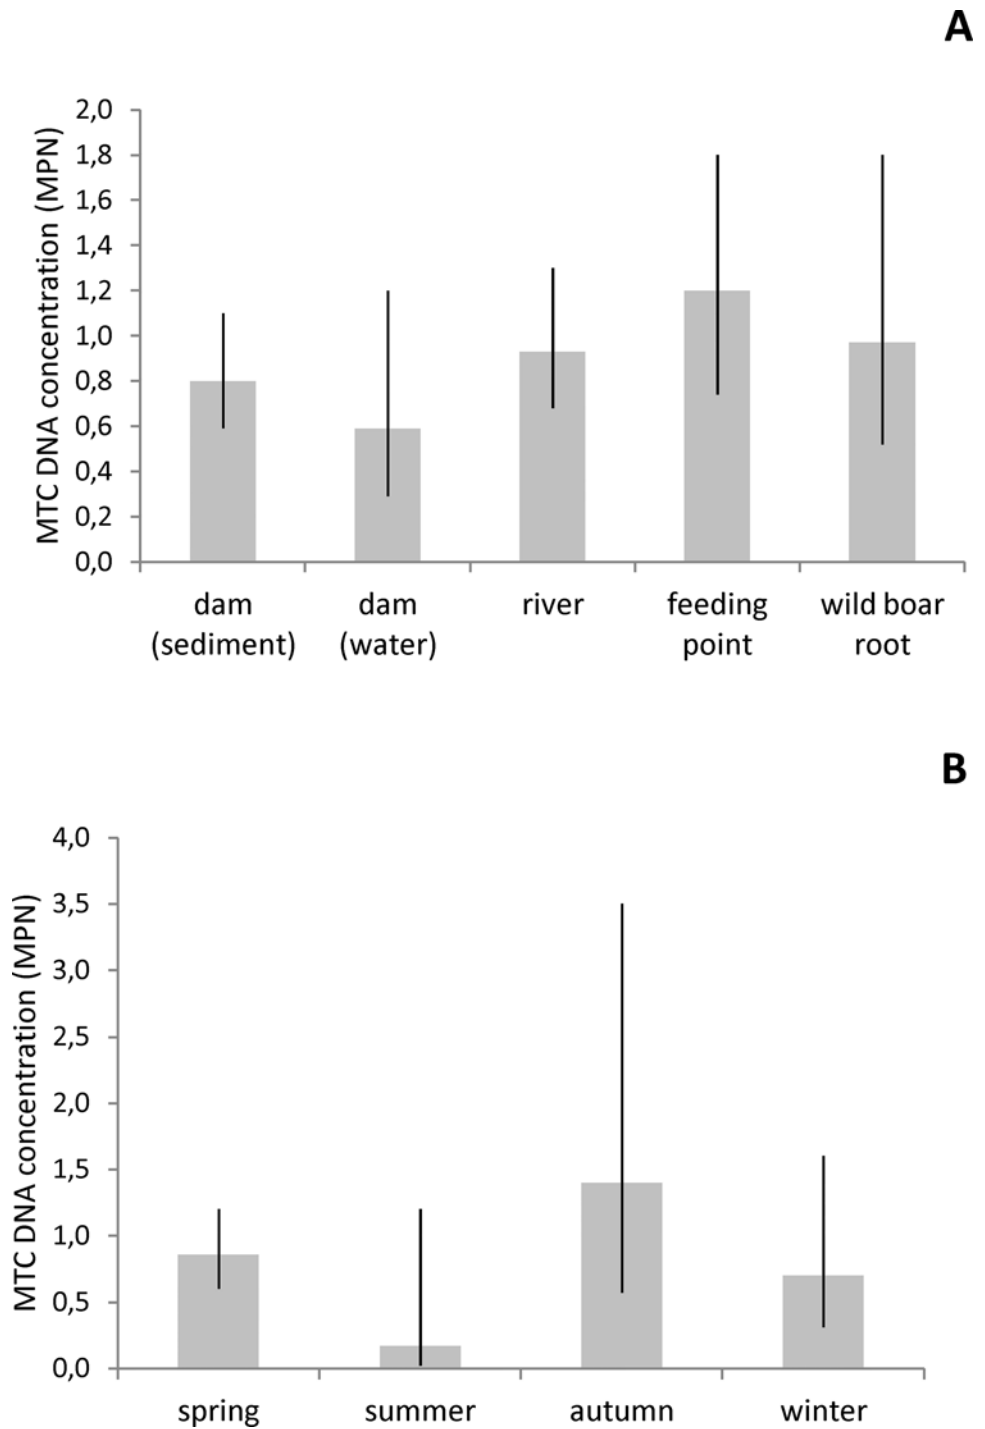 A
MTC DNA concentration (MPN)
2,0
1,8
1,6
1,4
1,2
1,0
0,8
0,6
0,4
0,2
0,0
dam (sediment)
dam (water)
river
feeding point
wild boar root
B
MTC DNA concentration (MPN)
4,0
3,5
3,0
2,5
2,0
1,5
1,0
0,5
0,0
spring
summer
autumn
winter